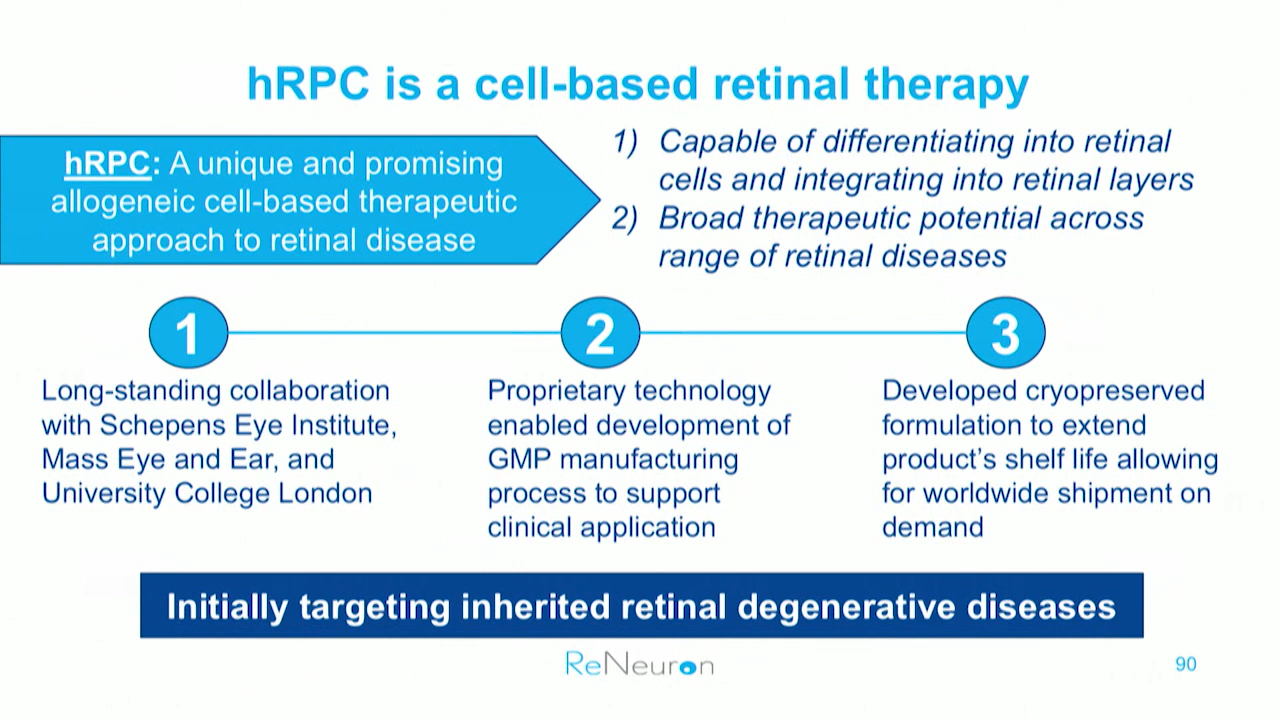 hRPC is a cell-based retinal therapy
hRPC: A unique and promising
allogeneic cell-based therapeutic
approach to retinal disease
1) Capable of differentiating into retinal
cells and integrating into retinal layers
2) Broad therapeutic potential across
range of retinal diseases
1
Long-standing collaboration
with Schepens Eye Institute,
Mass Eye and Ear, and
University College London
2
Proprietary technology
enabled development of
GMP manufacturing
process to support
clinical application
3
Developed cryopreserved
formulation to extend
product’s shelf life allowing
for worldwide shipment on
demand
Initially targeting inherited retinal degenerative diseases
ReNeuron
90